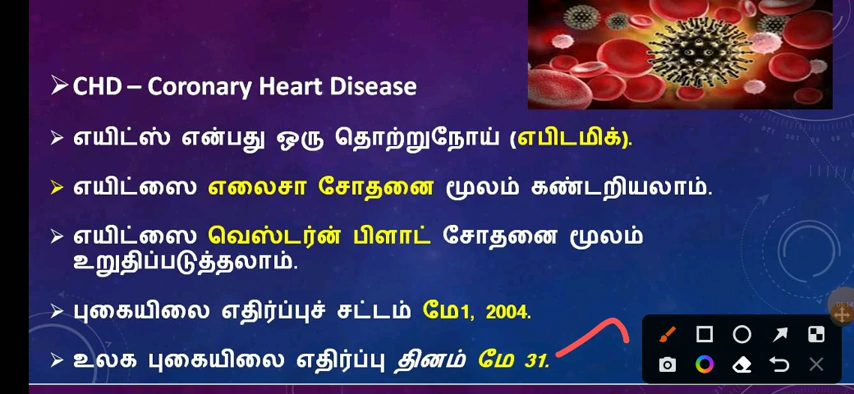 CHD – Coronary Heart Disease
எயிட்ஸ் என்பது ஒரு தொற்றுநோய் (எபிடமிக்).
எயிட்ஸை எலைசா சோதனை மூலம் கண்டறியலாம்.
எயிட்ஸை வெஸ்டர்ன் பிளாட் சோதனை மூலம்
உறுதிப்படுத்தலாம்.
புகையிலை எதிர்ப்புச் சட்டம் மே1, 2004.
உலக புகையிலை எதிர்ப்பு தினம் மே 31.